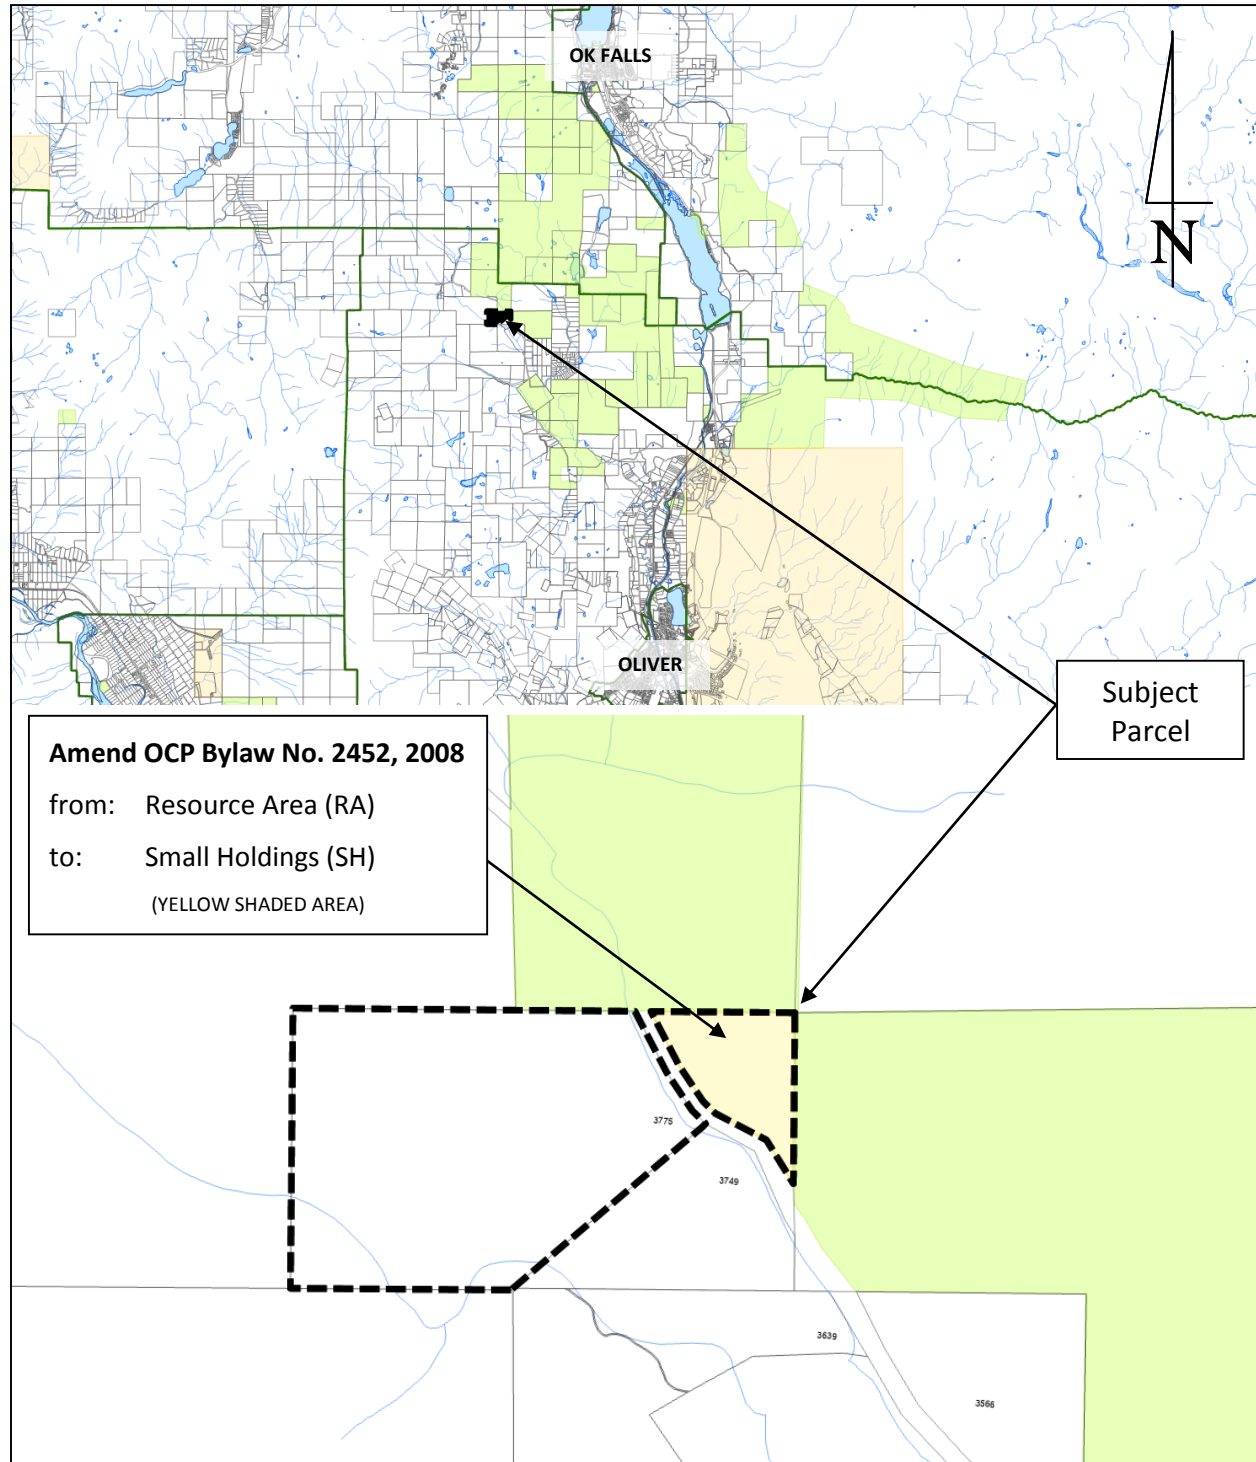 OK FALLS
N
OLIVER
Subject
Parcel
Amend OCP Bylaw No. 2452, 2008
from: Resource Area (RA)
to: Small Holdings (SH)
(YELLOW SHADED AREA)
3775
3749
3639
3566